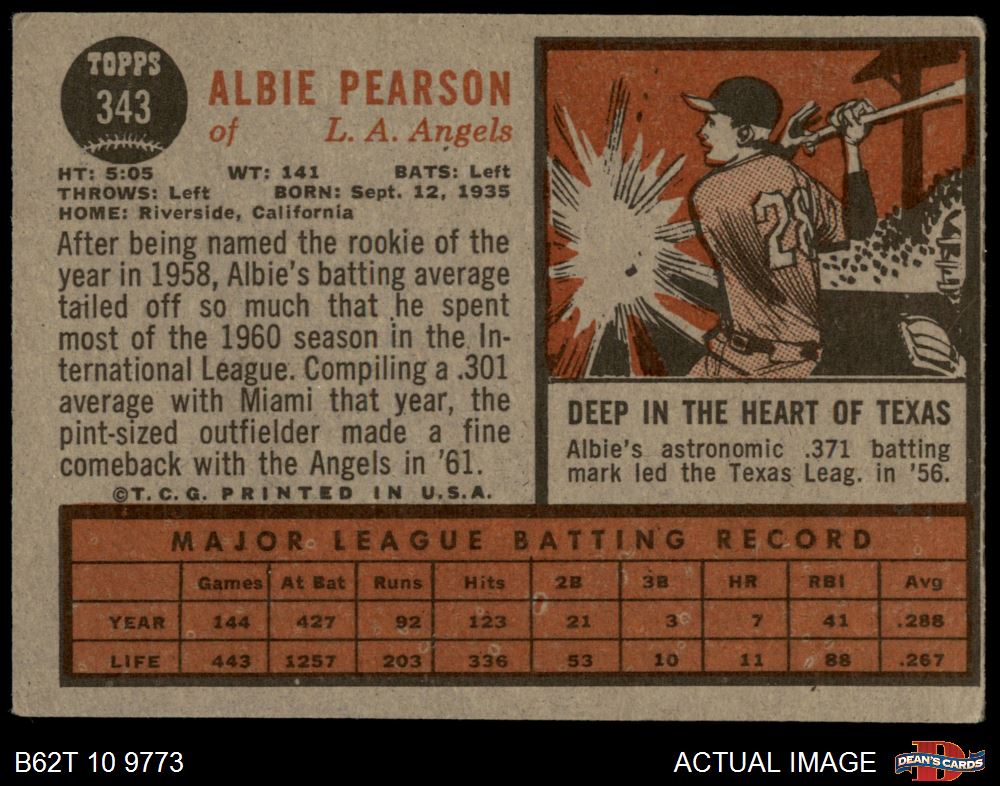 TOPPS
343
ALBIE PEARSON
of L. A. Angels
HT: 5:05 WT: 141 BATS: Left
THROWS: Left BORN: Sept. 12, 1935
HOME: Riverside, California
After being named the rookie of the
year in 1958, Albie's batting average
tailed off so much that he spent
most of the 1960 season in the In-
ternational League. Compiling a .301
average with Miami that year, the
pint-sized outfielder made a fine
comeback with the Angels in '61.
©T.C.G. PRINTED IN U.S.A.
DEEP IN THE HEART OF TEXAS
Albie's astronomic .371 batting
mark led the Texas Leag. in '56.
MAJOR LEAGUE BATTING RECORD
Games At Bat Runs Hits 2B 3B HR RBI Avg
YEAR 144 427 92 123 21 3 7 41 .288
LIFE 443 1257 203 336 53 10 11 88 .267
B62T 10 9773
ACTUAL IMAGE
DEAN'S CARDS